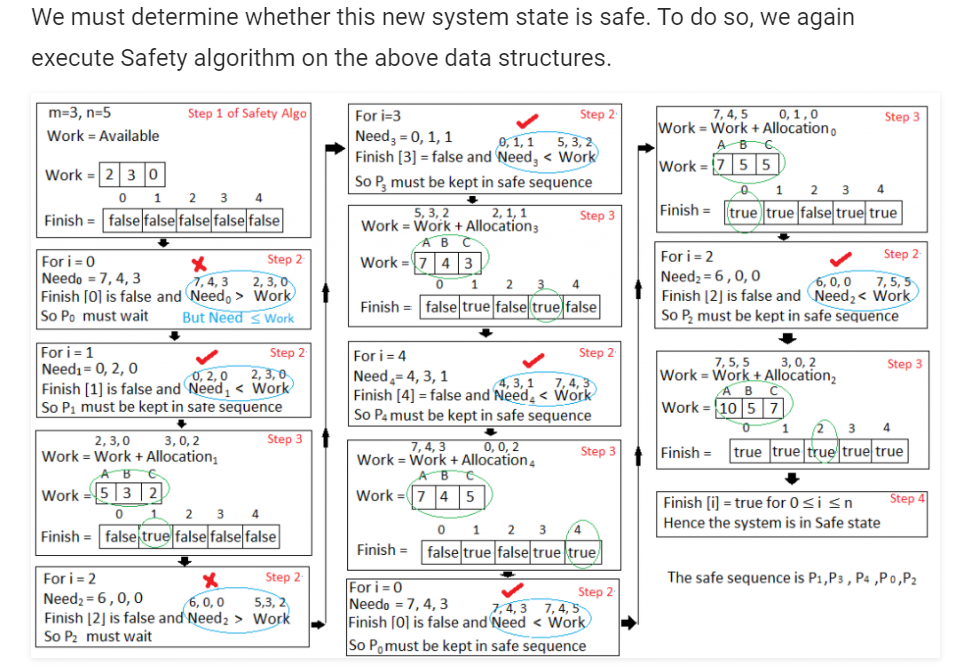 We must determine whether this new system state is safe. To do so, we again
execute Safety algorithm on the above data structures.
m=3, n=5 Step 1 of Safety Algo
Work = Available
Work = 2 3 0
0 1 2 3 4
Finish = false false false false false
For i = 0 Step 2
Need₀ = 7, 4, 3
7, 4, 3 2, 3, 0
Finish [0] is false and Need₀ > Work
So P₀ must wait But Need ≤ Work
For i = 1 Step 2
Need₁ = 0, 2, 0
0, 2, 0 2, 3, 0
Finish [1] is false and Need₁ < Work
So P₁ must be kept in safe sequence
2, 3, 0 3, 0, 2 Step 3
Work = Work + Allocation₁
A B C
Work = 5 3 2
0 1 2 3 4
Finish = false true false false false
For i = 2 Step 2
Need₂ = 6 , 0, 0
6, 0, 0 5,3, 2
Finish [2] is false and Need₂ > Work
So P₂ must wait
For i=3 Step 2
Need₃ = 0, 1, 1
0, 1, 1 5, 3, 2
Finish [3] = false and Need₃ < Work
So P₃ must be kept in safe sequence
5, 3, 2 2, 1, 1 Step 3
Work = Work + Allocation₃
A B C
Work = 7 4 3
0 1 2 3 4
Finish = false true false true false
For i = 4 Step 2
Need₄ = 4, 3, 1
4, 3, 1 7, 4, 3
Finish [4] = false and Need₄ < Work
So P₄ must be kept in safe sequence
7, 4, 3 0, 0, 2 Step 3
Work = Work + Allocation₄
A B C
Work = 7 4 5
0 1 2 3 4
Finish = false true false true true
For i = 0 Step 2
Need₀ = 7, 4, 3
7, 4, 3 7, 4, 5
Finish [0] is false and Need < Work
So P₀ must be kept in safe sequence
7, 4, 5 0, 1, 0 Step 3
Work = Work + Allocation₀
A B C
Work = 7 5 5
0 1 2 3 4
Finish = true true false true true
For i = 2 Step 2
Need₂ = 6 , 0, 0
6, 0, 0 7, 5, 5
Finish [2] is false and Need₂ < Work
So P₂ must be kept in safe sequence
7, 5, 5 3, 0, 2 Step 3
Work = Work + Allocation₂
A B C
Work = 10 5 7
0 1 2 3 4
Finish = true true true true true
Finish [i] = true for 0 ≤ i ≤ n Step 4
Hence the system is in Safe state
The safe sequence is P₁,P₃ , P₄ ,P₀,P₂